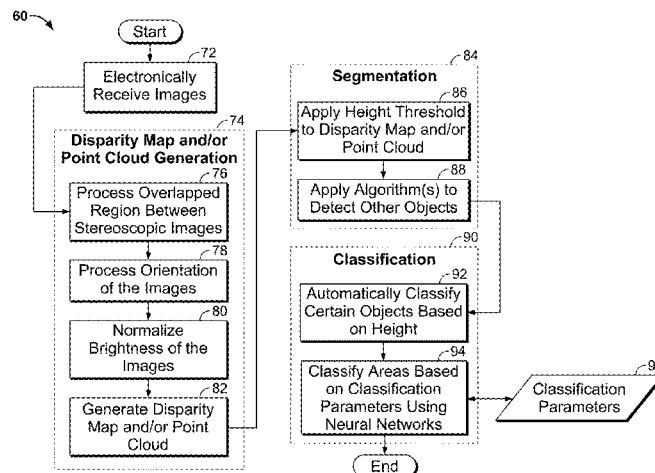 60
Start
72
Electronically
Receive Images
74
Disparity Map and/or
Point Cloud Generation
76
Process Overlapped
Region Between
Stereoscopic Images
78
Process Orientation
of the Images
80
Normalize
Brightness of the
Images
82
Generate Disparity
Map and/or Point
Cloud
84
Segmentation
86
Apply Height Threshold
to Disparity Map and/or
Point Cloud
88
Apply Algorithm(s) to
Detect Other Objects
90
Classification
92
Automatically Classify
Certain Objects Based
on Height
94
Classify Areas Based
on Classification
Parameters Using
Neural Networks
Classification
Parameters
End